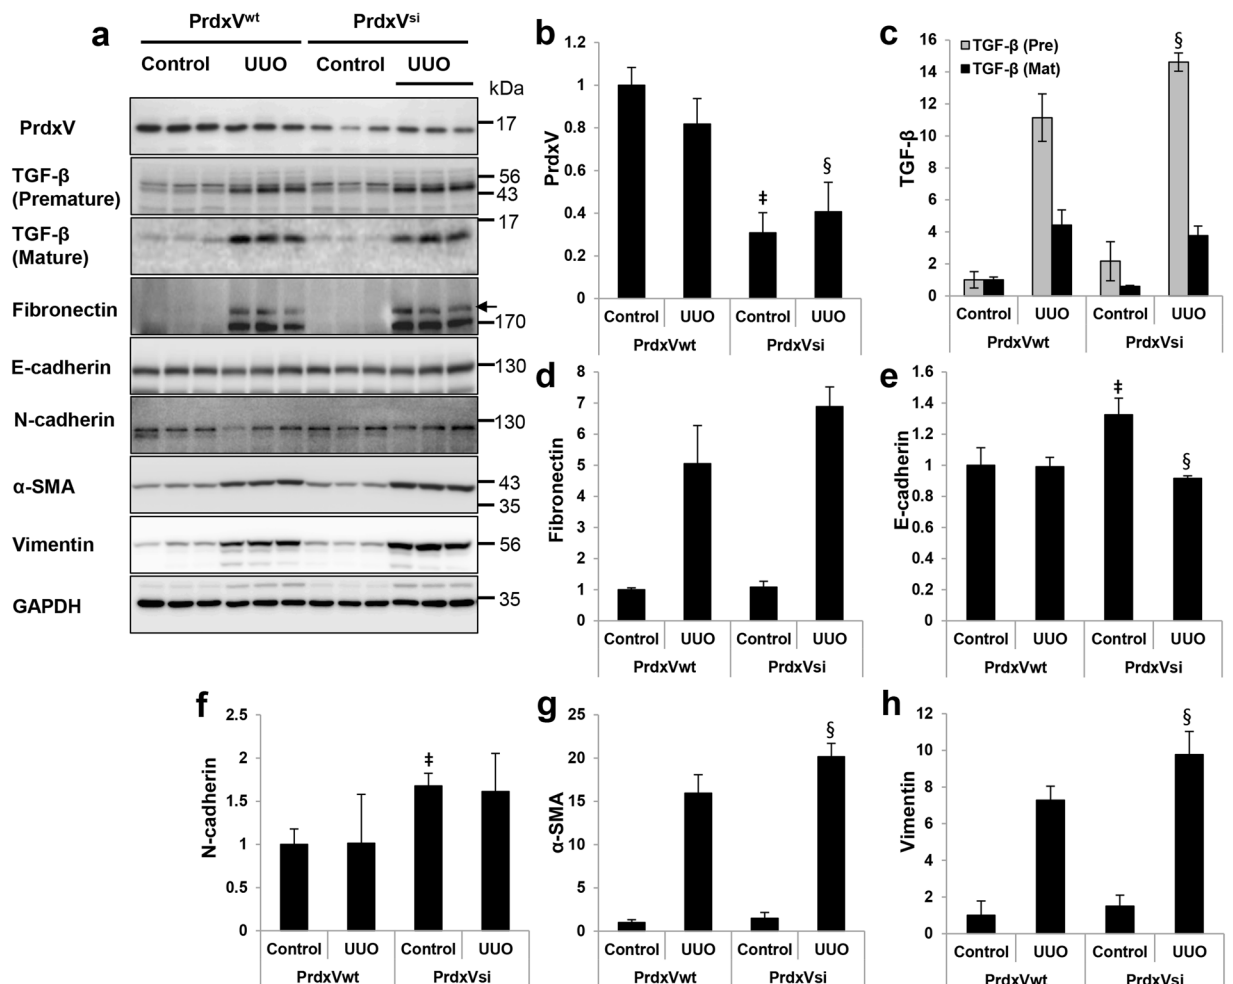 a
PrdxVwt PrdxVsi
Control UUO Control UUO
kDa
PrdxV 17
TGF-β (Premature) 56 43
TGF-β (Mature) 17
Fibronectin 170
E-cadherin 130
N-cadherin 130
α-SMA 43 35
Vimentin 56
GAPDH 35
b
PrdxV
1.2
1
0.8
0.6
0.4
0.2
0
‡ §
Control UUO Control UUO
PrdxVwt PrdxVsi
c
TGF-β
16
14
12
10
8
6
4
2
0
TGF-β (Pre)
TGF-β (Mat)
§
Control UUO Control UUO
PrdxVwt PrdxVsi
d
Fibronectin
8
7
6
5
4
3
2
1
0
Control UUO Control UUO
PrdxVwt PrdxVsi
e
E-cadherin
1.6
1.4
1.2
1
0.8
0.6
0.4
0.2
0
‡ §
Control UUO Control UUO
PrdxVwt PrdxVsi
f
N-cadherin
2.5
2
1.5
1
0.5
0
‡
Control UUO Control UUO
PrdxVwt PrdxVsi
g
α-SMA
25
20
15
10
5
0
§
Control UUO Control UUO
PrdxVwt PrdxVsi
h
Vimentin
12
10
8
6
4
2
0
§
Control UUO Control UUO
PrdxVwt PrdxVsi